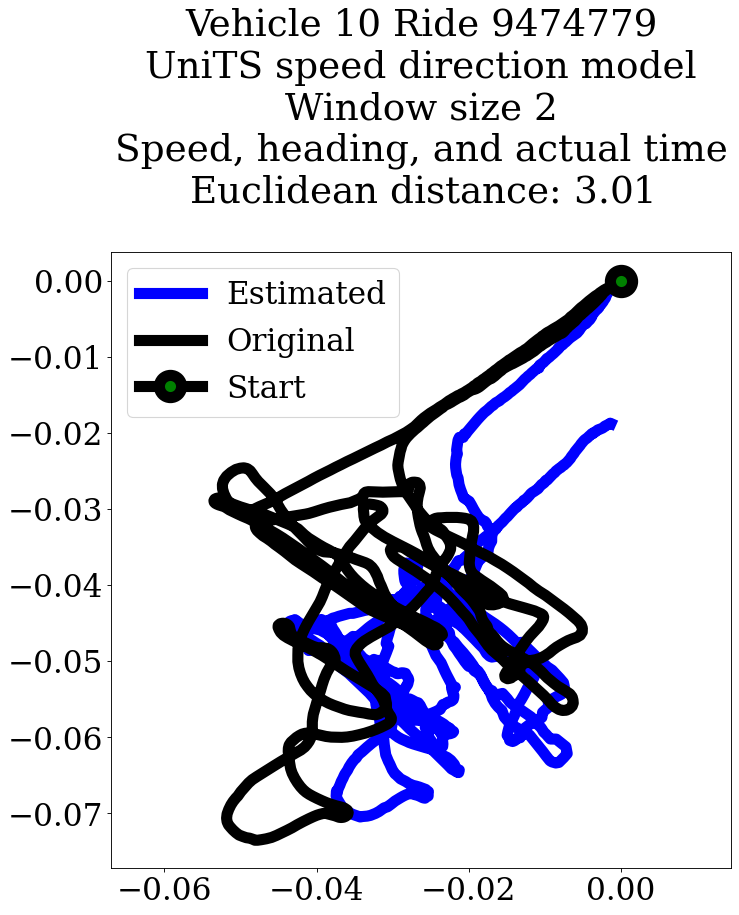 Vehicle 10 Ride 9474779
UniTS speed direction model
Window size 2
Speed, heading, and actual time
Euclidean distance: 3.01
Estimated
Original
Start
0.00
−0.01
−0.02
−0.03
−0.04
−0.05
−0.06
−0.07
−0.06 −0.04 −0.02 0.00